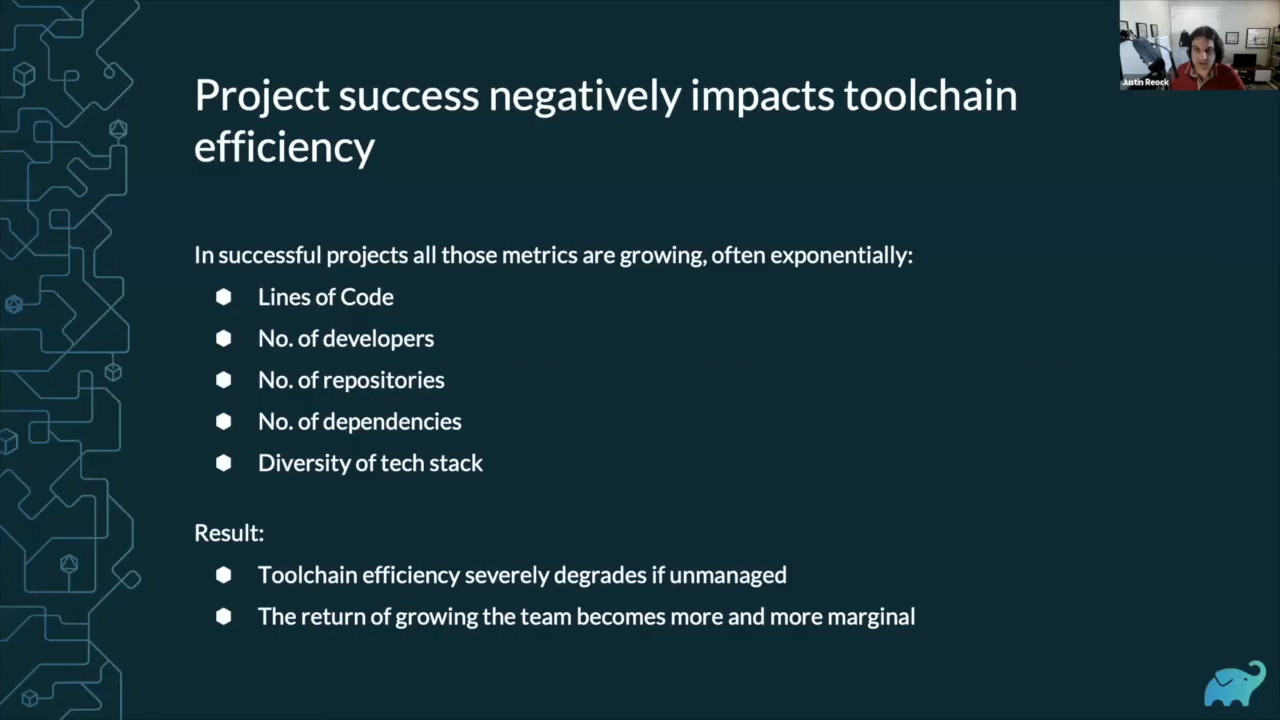 Justin Reock
Project success negatively impacts toolchain
efficiency
In successful projects all those metrics are growing, often exponentially:
Lines of Code
No. of developers
No. of repositories
No. of dependencies
Diversity of tech stack
Result:
Toolchain efficiency severely degrades if unmanaged
The return of growing the team becomes more and more marginal